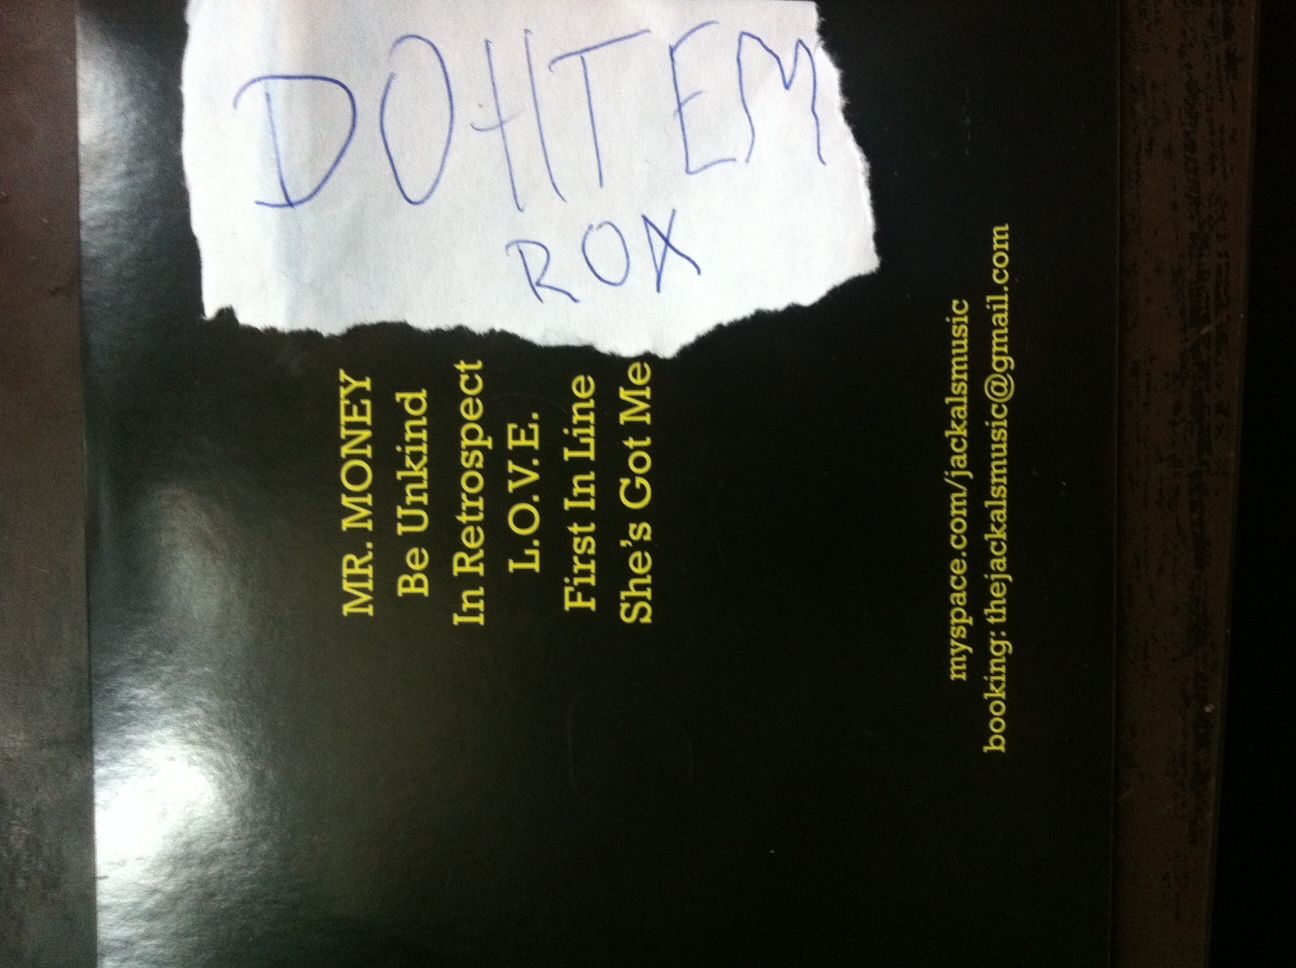 DOHTEM
ROX
MR. MONEY
Be Unkind
In Retrospect
L.O.V.E.
First In Line
She's Got Me
myspace.com/jackalsmusic
booking: thejackalsmusic@gmail.com